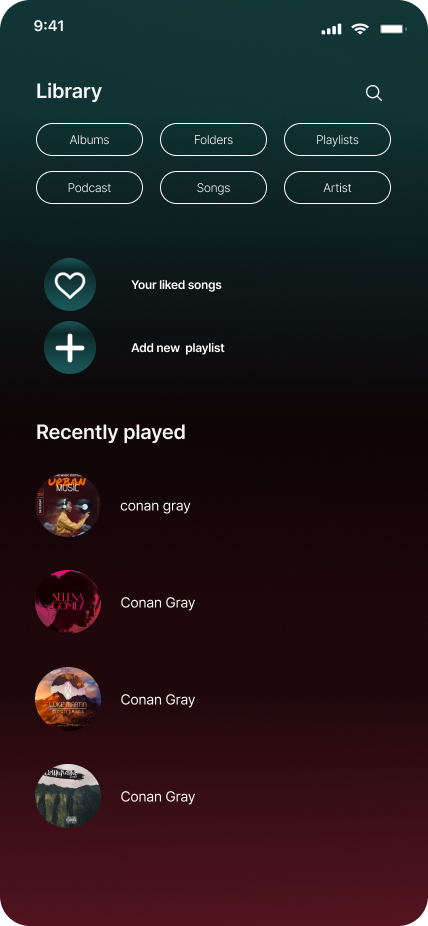 9:41
Library
Albums
Folders
Playlists
Podcast
Songs
Artist
Your liked songs
Add new playlist
Recently played
URBAN
MUSIC
conan gray
SELENA
GOMEZ
Conan Gray
LUKE MARTIN
Conan Gray
Conan Gray